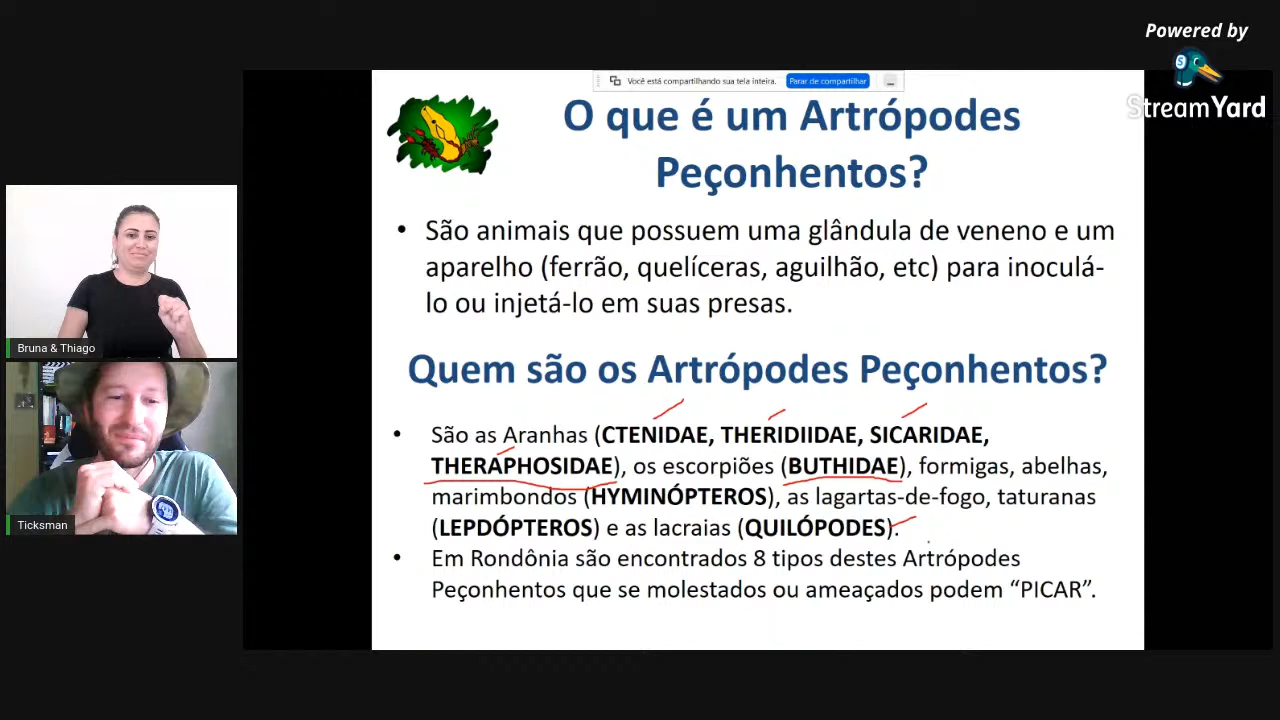 Powered by
StreamYard
Você está compartilhando sua tela inteira. Parar de compartilhar
O que é um Artrópodes
Peçonhentos?
• São animais que possuem uma glândula de veneno e um
aparelho (ferrão, quelíceras, aguilhão, etc) para inoculá-
lo ou injetá-lo em suas presas.
Quem são os Artrópodes Peçonhentos?
• São as Aranhas (CTENIDAE, THERIDIIDAE, SICARIDAE,
THERAPHOSIDAE), os escorpiões (BUTHIDAE), formigas, abelhas,
marimbondos (HYMINÓPTEROS), as lagartas-de-fogo, taturanas
(LEPDÓPTEROS) e as lacraias (QUILÓPODES).
• Em Rondônia são encontrados 8 tipos destes Artrópodes
Peçonhentos que se molestados ou ameaçados podem “PICAR”.
Bruna & Thiago
Ticksman